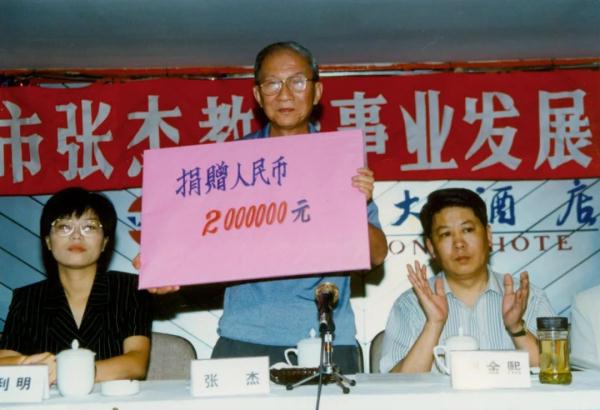 市张杰教 事业发展
捐赠人民币
2000000元
大酒店
ON HOTE
利明
张杰
金熙